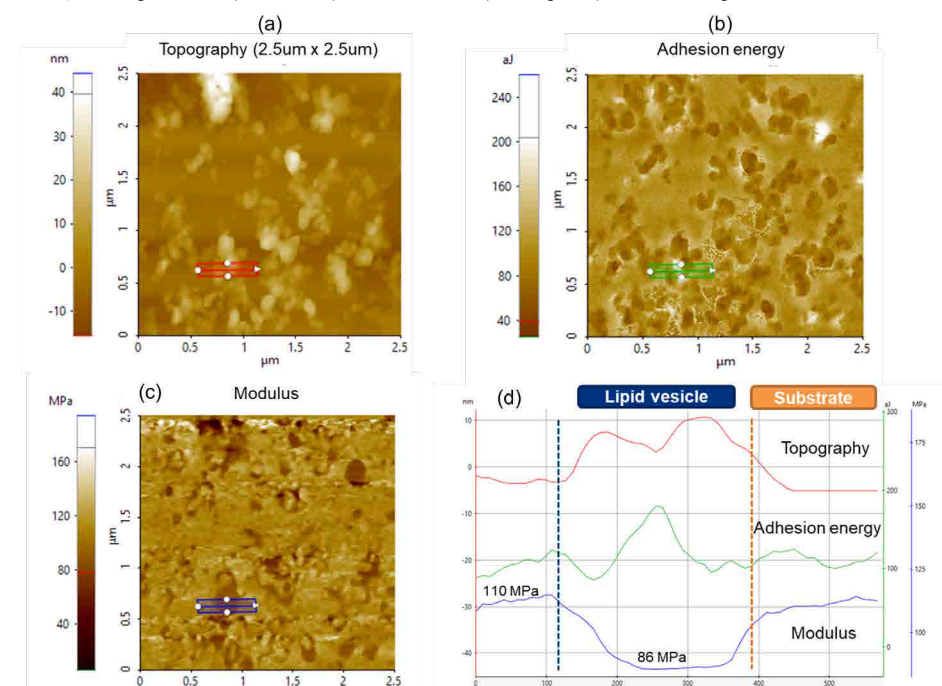 (a)
(b)
Topography (2.5um x 2.5um)
Adhesion energy
nm
40
30
20
10
0
-10
2.5
2
1.5
1
0.5
0
μm
0
0.5
1
1.5
2
2.5
μm
aJ
240
200
160
120
80
40
2.5
2
1.5
1
0.5
0
μm
0
0.5
1
1.5
2
2.5
μm
(c)
Modulus
MPa
160
120
80
40
2.5
2
1.5
1
0.5
0
μm
0
0.5
1
1.5
2
2.5
(d)
Lipid vesicle
Substrate
nm
aJ
MPa
10
0
-10
-20
-30
-40
Topography
Adhesion energy
Modulus
110 MPa
86 MPa
300
200
100
0
175
150
125
100
0
100
200
300
400
500